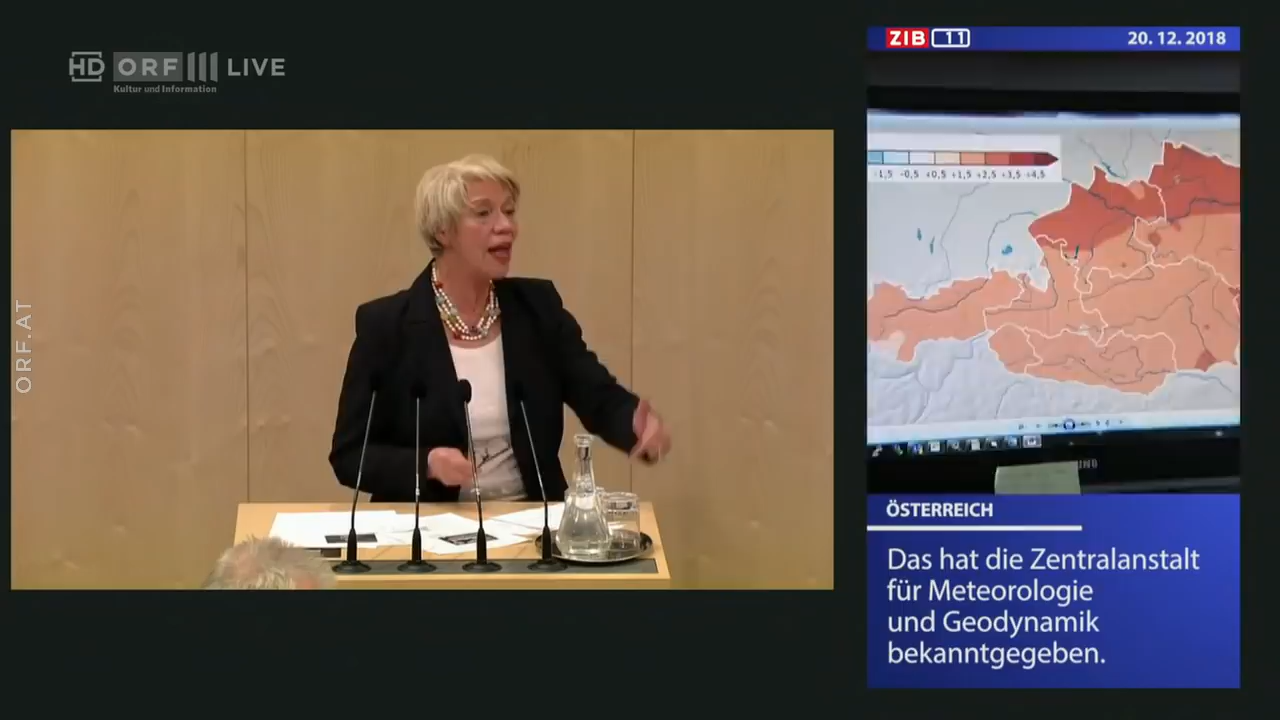 HD ORF III LIVE
Kultur und Information
ORF.AT
ZIB 11
20. 12. 2018
-1,5 -0,5 +0,5 +1,5 +2,5 +3,5 +4,5
ÖSTERREICH
Das hat die Zentralanstalt
für Meteorologie
und Geodynamik
bekanntgegeben.